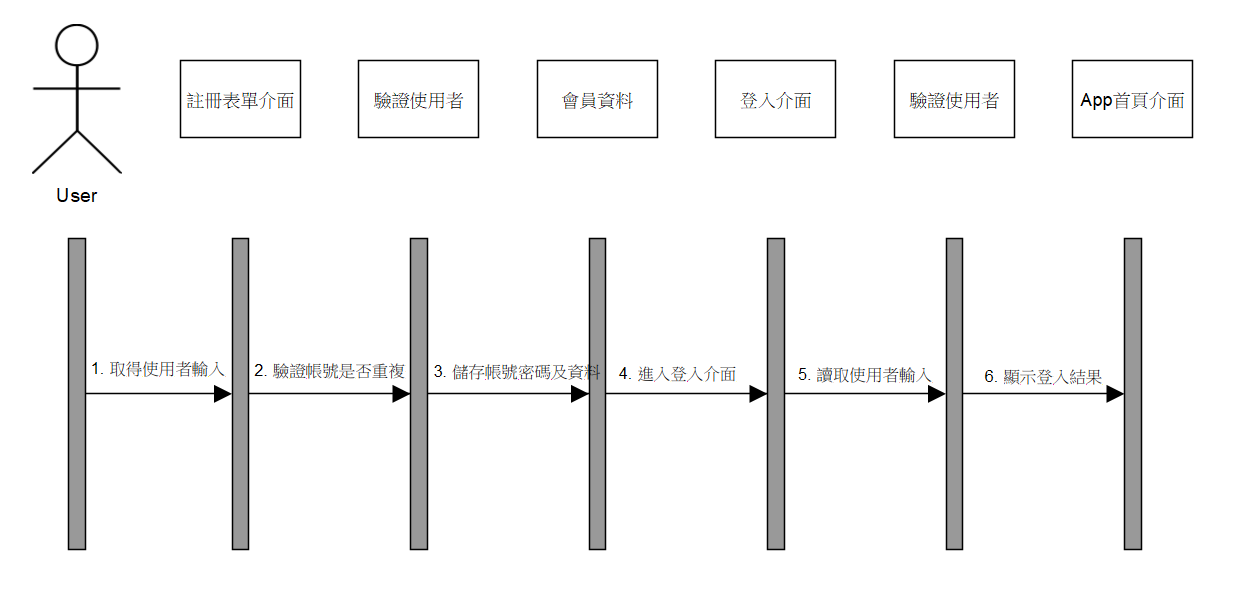 註冊表單介面
驗證使用者
會員資料
登入介面
驗證使用者
App首頁介面
User
1. 取得使用者輸入
2. 驗證帳號是否重複
3. 儲存帳號密碼及資料
4. 進入登入介面
5. 讀取使用者輸入
6. 顯示登入結果